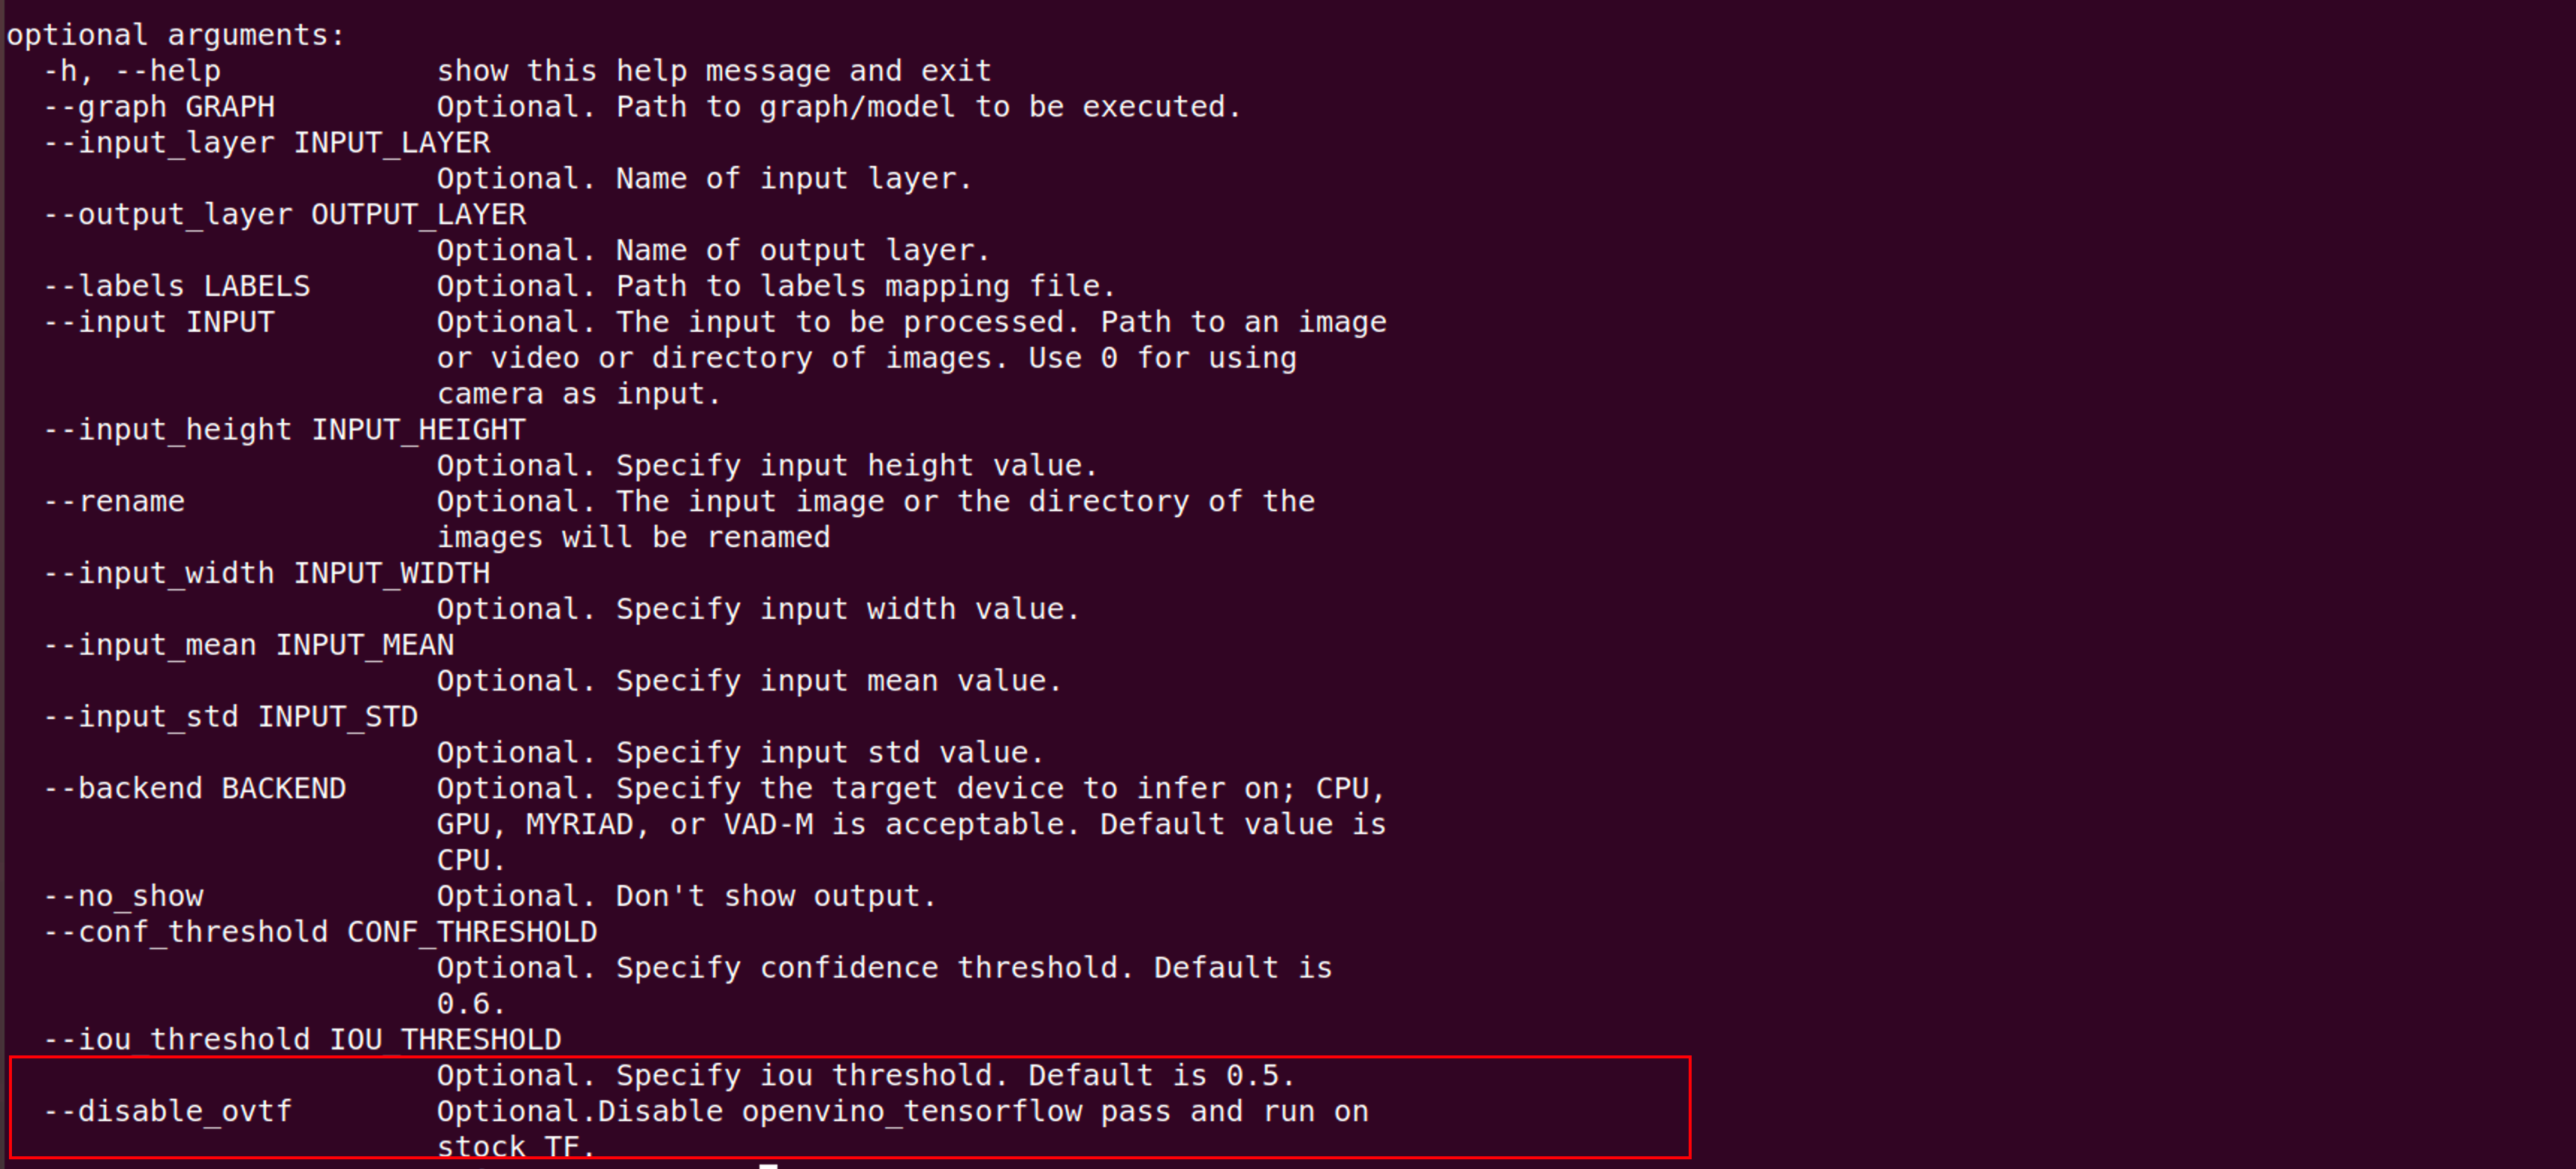 optional arguments:
-h, --help show this help message and exit
--graph GRAPH Optional. Path to graph/model to be executed.
--input_layer INPUT_LAYER
Optional. Name of input layer.
--output_layer OUTPUT_LAYER
Optional. Name of output layer.
--labels LABELS Optional. Path to labels mapping file.
--input INPUT Optional. The input to be processed. Path to an image
or video or directory of images. Use 0 for using
camera as input.
--input_height INPUT_HEIGHT
Optional. Specify input height value.
--rename Optional. The input image or the directory of the
images will be renamed
--input_width INPUT_WIDTH
Optional. Specify input width value.
--input_mean INPUT_MEAN
Optional. Specify input mean value.
--input_std INPUT_STD
Optional. Specify input std value.
--backend BACKEND Optional. Specify the target device to infer on; CPU,
GPU, MYRIAD, or VAD-M is acceptable. Default value is
CPU.
--no_show Optional. Don't show output.
--conf_threshold CONF_THRESHOLD
Optional. Specify confidence threshold. Default is
0.6.
--iou_threshold IOU_THRESHOLD
Optional. Specify iou threshold. Default is 0.5.
--disable_ovtf Optional.Disable openvino_tensorflow pass and run on
stock TF.